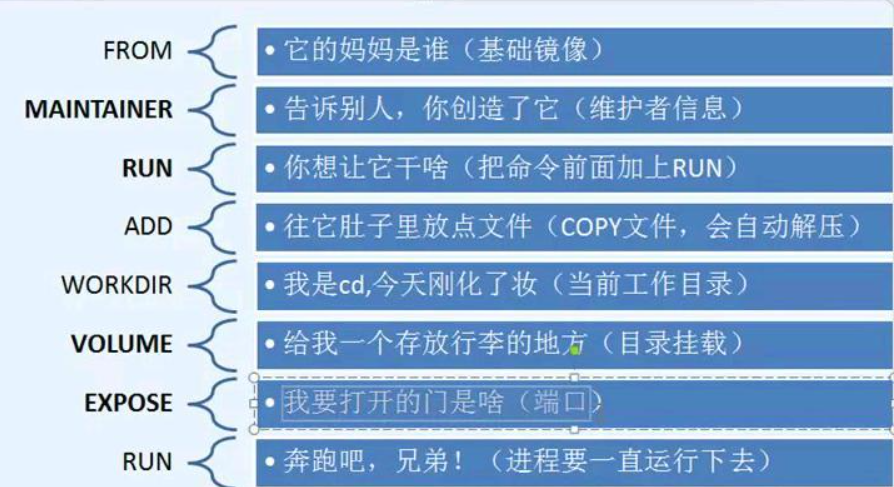 FROM
• 它的妈妈是谁（基础镜像）
MAINTAINER
• 告诉别人，你创造了它（维护者信息）
RUN
• 你想让它干啥（把命令前面加上RUN）
ADD
• 往它肚子里放点文件（COPY文件，会自动解压）
WORKDIR
• 我是cd,今天刚化了妆（当前工作目录）
VOLUME
• 给我一个存放行李的地方（目录挂载）
EXPOSE
• 我要打开的门是啥（端口）
RUN
• 奔跑吧，兄弟！（进程要一直运行下去）